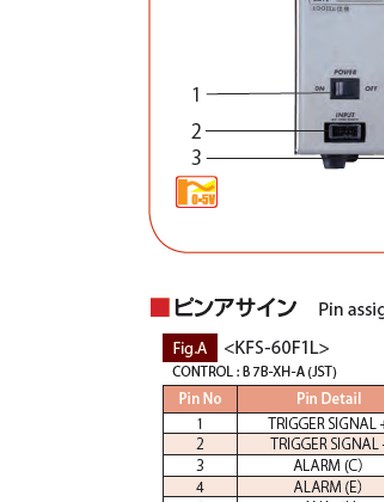 POWER
1
ON
OFF
INPUT
2
3
0-5V
■ピンアサイン Pin assig
Fig.A <KFS-60F1L>
CONTROL : B 7B-XH-A (JST)
Pin No Pin Detail
1 TRIGGER SIGNAL +
2 TRIGGER SIGNAL -
3 ALARM (C)
4 ALARM (E)